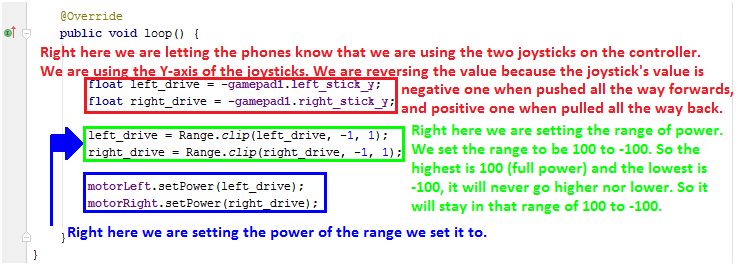 @Override
public void loop() {
Right here we are letting the phones know that we are using the two joysticks on the controller.
We are using the Y-axis of the joysticks. We are reversing the value because the joystick's value is
negative one when pushed all the way forwards,
and positive one when pulled all the way back.
float left_drive = -gamepad1.left_stick_y;
float right_drive = -gamepad1.right_stick_y;
left_drive = Range.clip(left_drive, -1, 1);
right_drive = Range.clip(right_drive, -1, 1);
Right here we are setting the range of power.
We set the range to be 100 to -100. So the
highest is 100 (full power) and the lowest is
-100, it will never go higher nor lower. So it
will stay in that range of 100 to -100.
motorLeft.setPower(left_drive);
motorRight.setPower(right_drive);
Right here we are setting the power of the range we set it to.
}
}